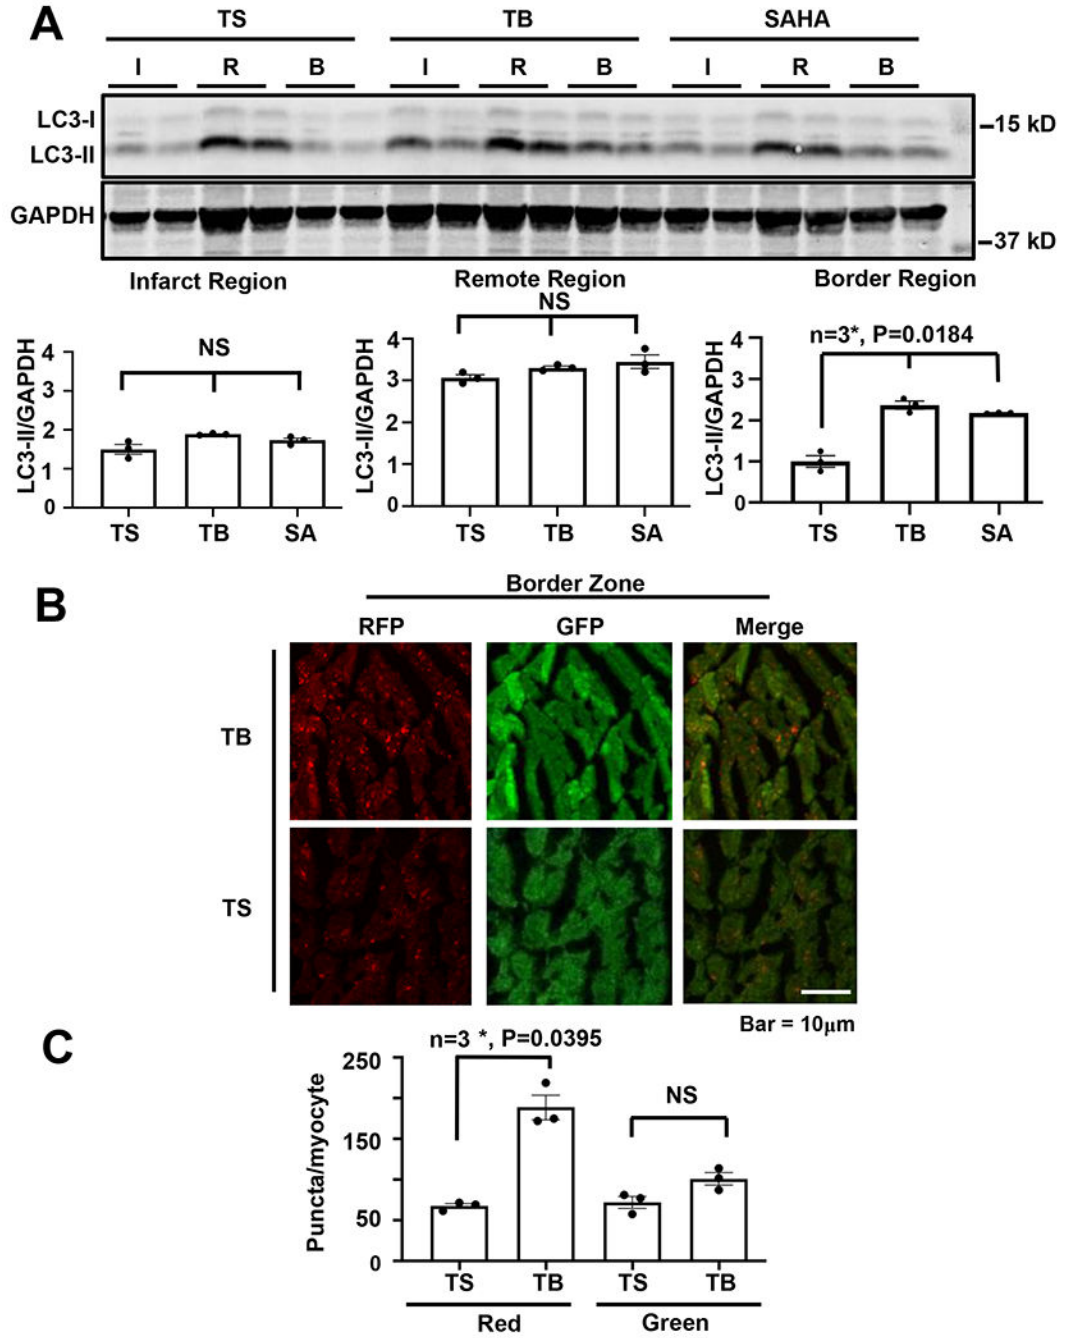 A
TS TB SAHA
I R B I R B I R B
LC3-I
LC3-II
–15 kD
GAPDH
–37 kD
Infarct Region Remote Region Border Region
LC3-II/GAPDH
4
3
2
1
0
NS
TS TB SA
LC3-II/GAPDH
4
3
2
1
0
NS
TS TB SA
LC3-II/GAPDH
4
3
2
1
0
n=3*, P=0.0184
TS TB SA
B
Border Zone
RFP GFP Merge
TB
TS
Bar = 10μm
C
n=3 *, P=0.0395
NS
Puncta/myocyte
250
150
50
0
TS TB TS TB
Red Green